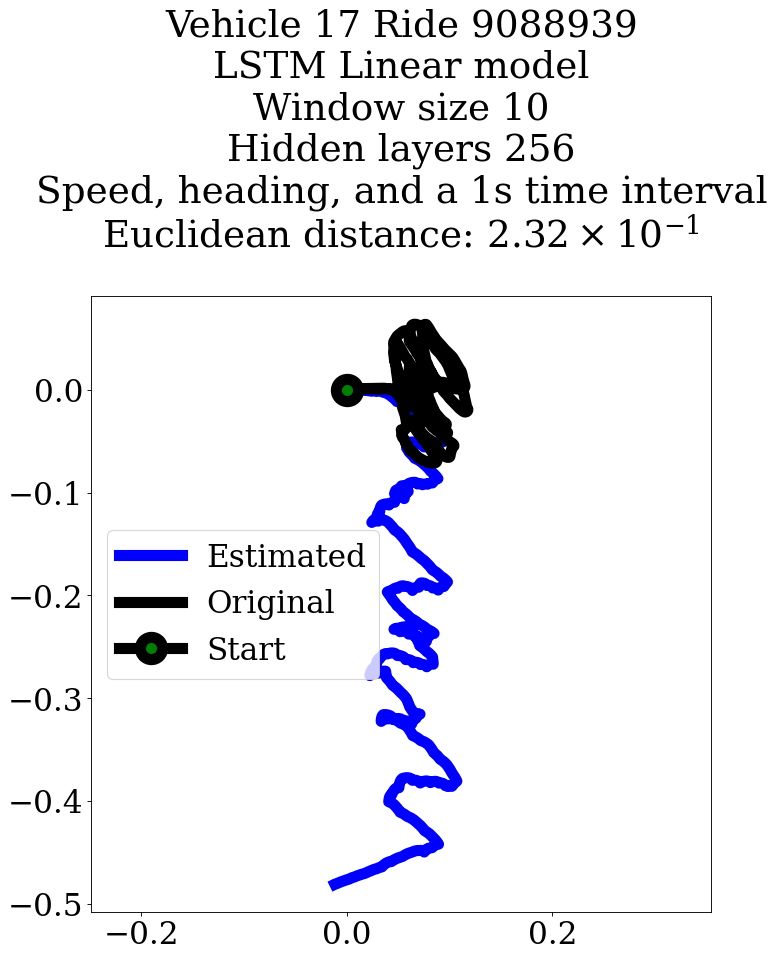 Vehicle 17 Ride 9088939
LSTM Linear model
Window size 10
Hidden layers 256
Speed, heading, and a 1s time interval
Euclidean distance: 2.32 × 10⁻¹
0.0
−0.1
−0.2
−0.3
−0.4
−0.5
Estimated
Original
Start
−0.2
0.0
0.2